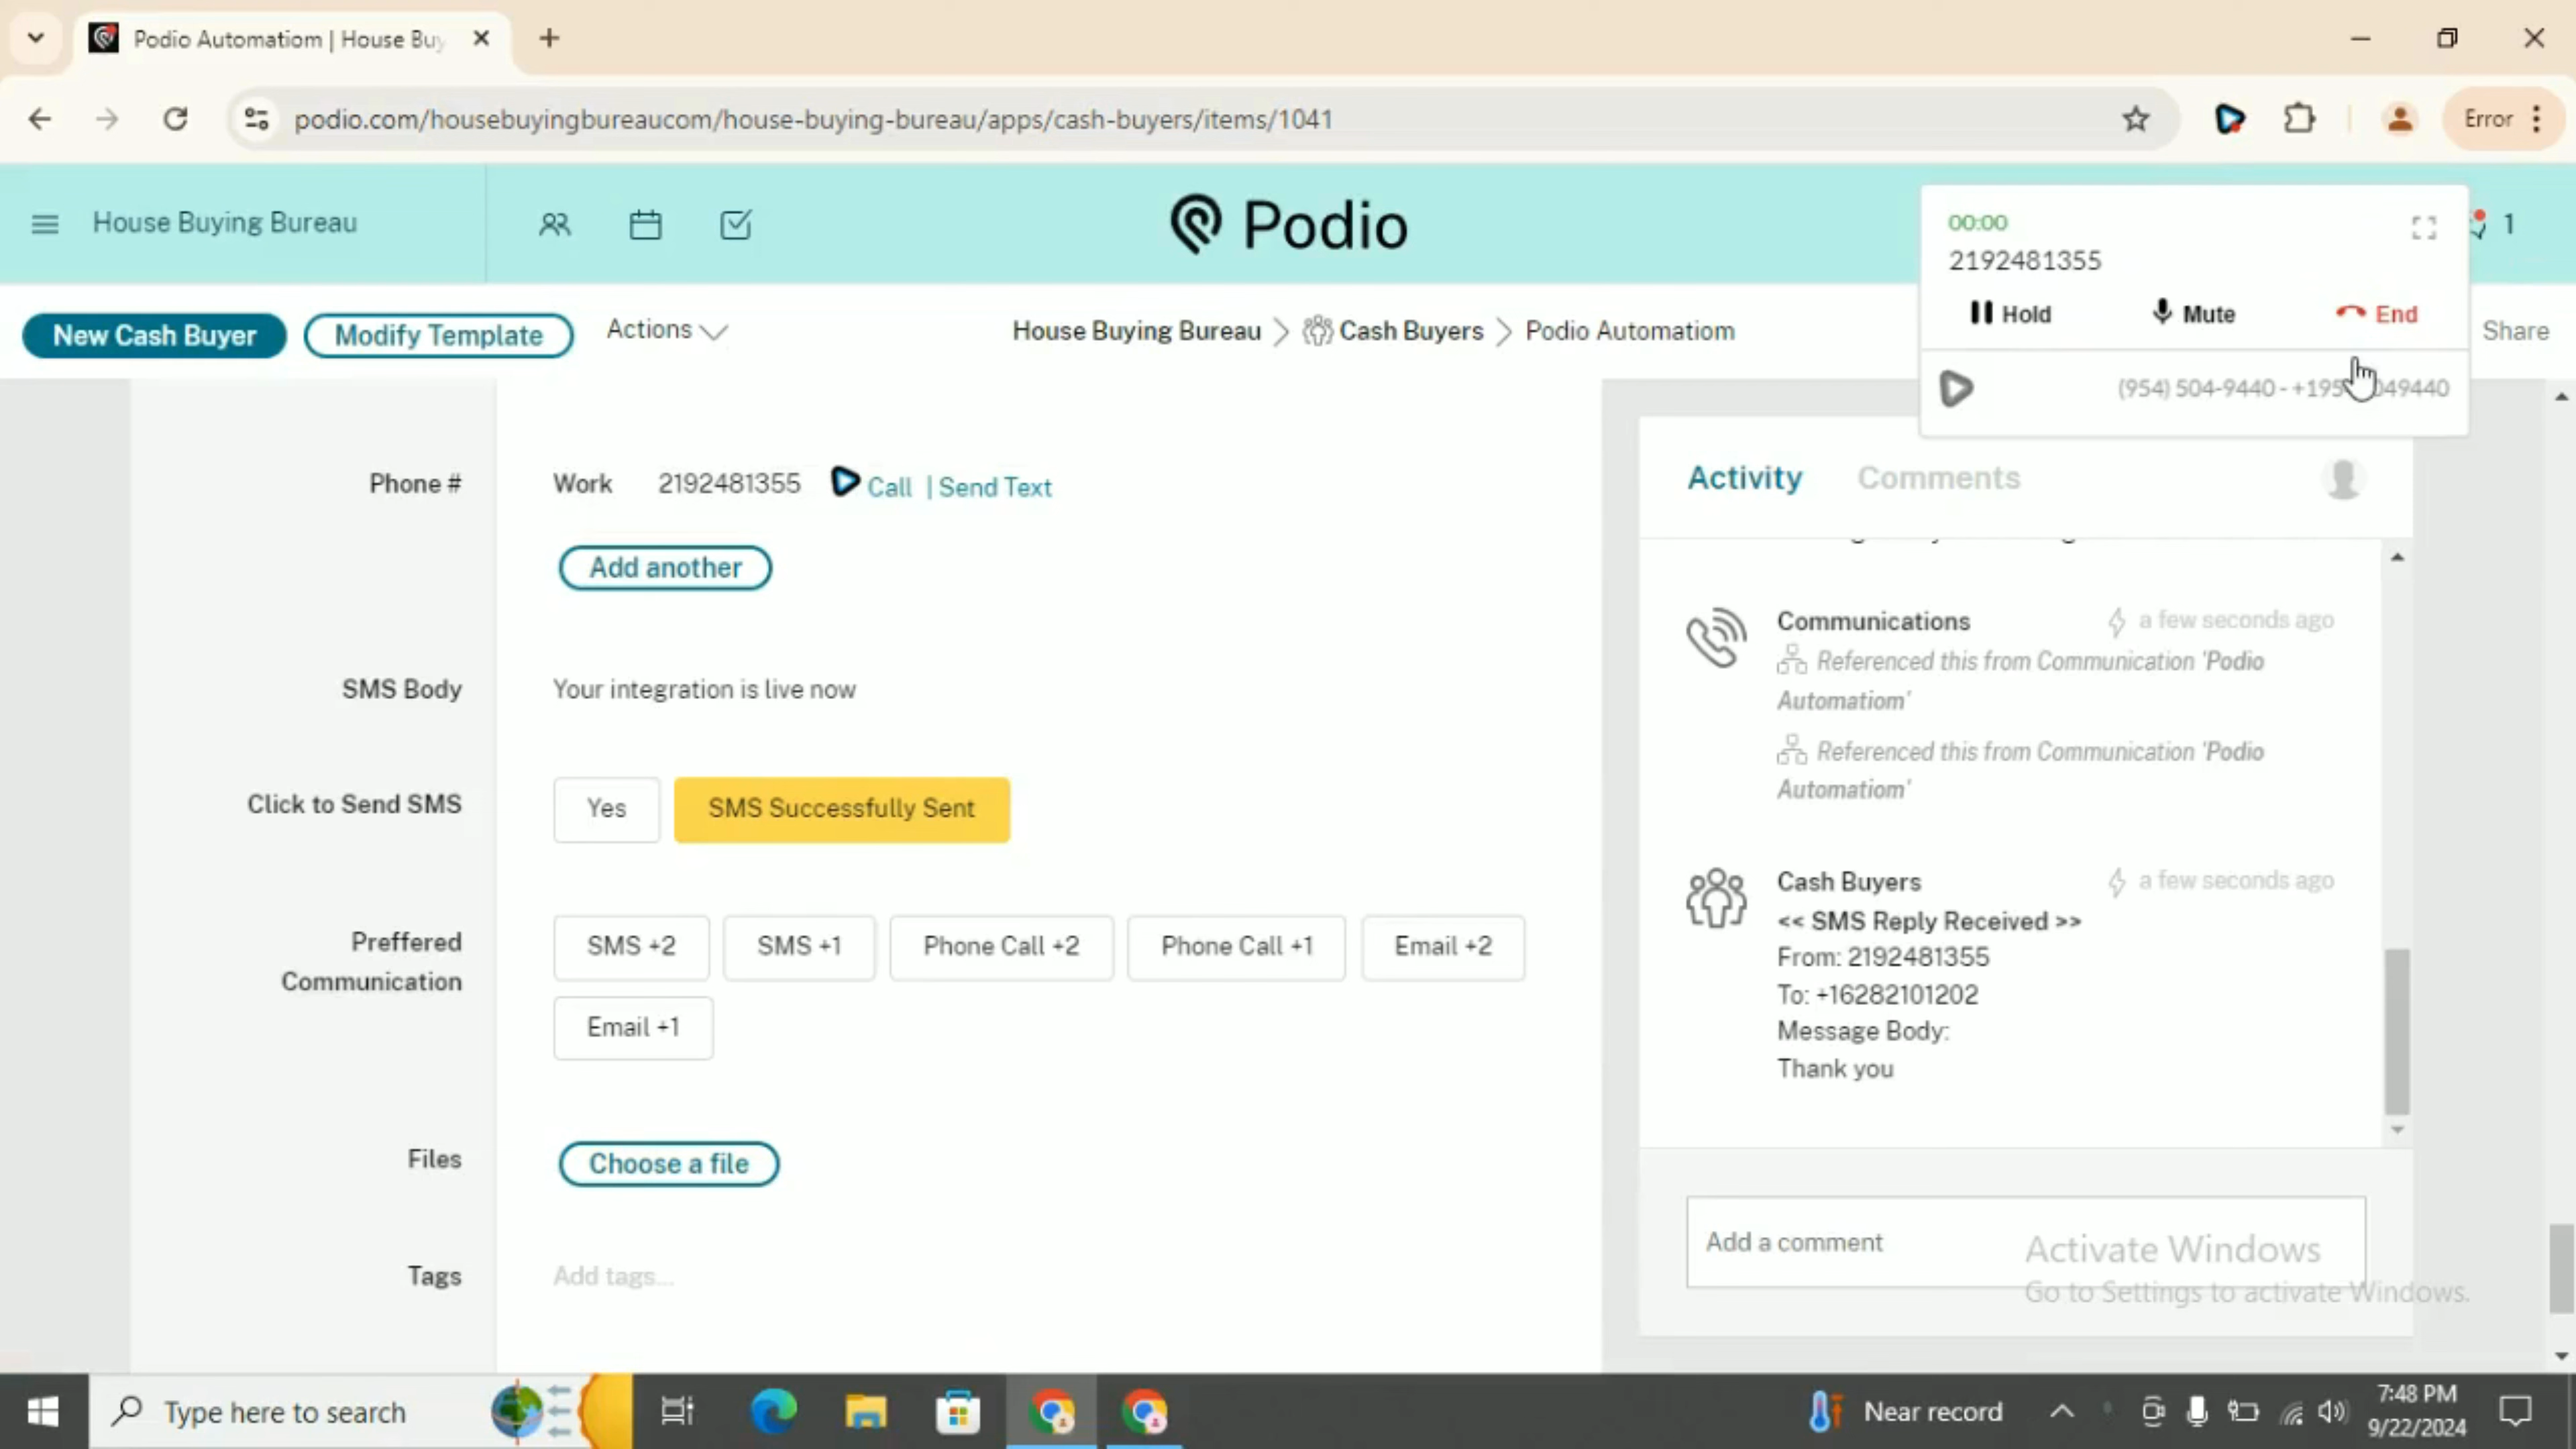 Podio Automatiom | House Buy
podio.com/housebuyingbureaucom/house-buying-bureau/apps/cash-buyers/items/1041
Error
House Buying Bureau
Podio
1
00:00
2192481355
Hold
Mute
End
(954) 504-9440 - +195 049440
New Cash Buyer
Modify Template
Actions
House Buying Bureau
Cash Buyers
Podio Automatiom
Share
Phone #
Work
2192481355
Call | Send Text
Add another
SMS Body
Your integration is live now
Click to Send SMS
Yes
SMS Successfully Sent
Preffered
Communication
SMS +2
SMS +1
Phone Call +2
Phone Call +1
Email +2
Email +1
Files
Choose a file
Tags
Add tags...
Activity
Comments
Communications
a few seconds ago
Referenced this from Communication 'Podio
Automatiom'
Referenced this from Communication 'Podio
Automatiom'
Cash Buyers
a few seconds ago
<< SMS Reply Received >>
From: 2192481355
To: +16282101202
Message Body:
Thank you
Add a comment
Activate Windows
Go to Settings to activate Windows.
Type here to search
Near record
7:48 PM
9/22/2024